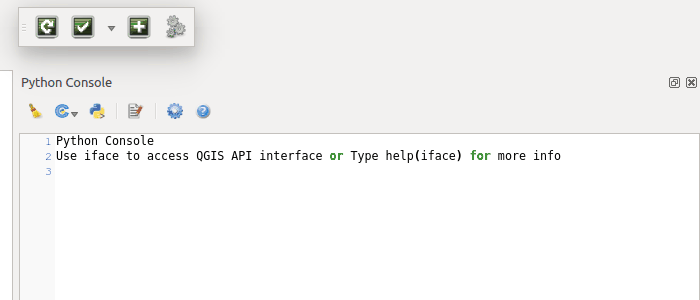 Python Console
1 Python Console
2 Use iface to access QGIS API interface or Type help(iface) for more info
3